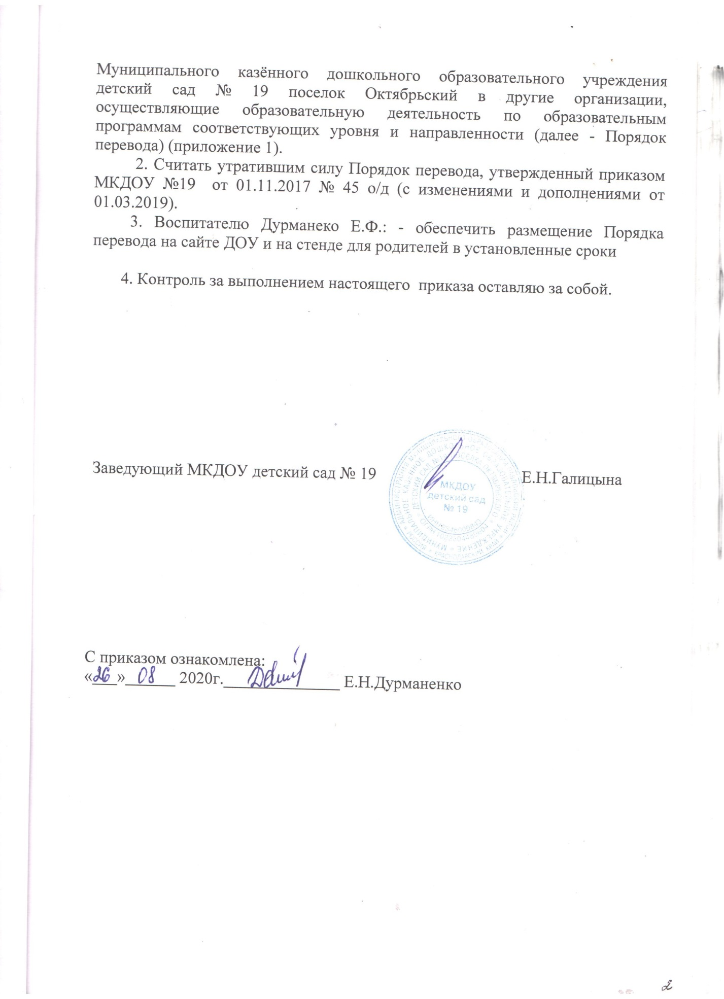 Муниципального казённого дошкольного образовательного учреждения
детский сад № 19 поселок Октябрьский в другие организации,
осуществляющие образовательную деятельность по образовательным
программам соответствующих уровня и направленности (далее - Порядок
перевода) (приложение 1).
2. Считать утратившим силу Порядок перевода, утвержденный приказом
МКДОУ №19 от 01.11.2017 № 45 о/д (с изменениями и дополнениями от
01.03.2019).
3. Воспитателю Дурманеко Е.Ф.: - обеспечить размещение Порядка
перевода на сайте ДОУ и на стенде для родителей в установленные сроки
4. Контроль за выполнением настоящего приказа оставляю за собой.
Заведующий МКДОУ детский сад № 19 Е.Н.Галицына
МКДОУ
детский сад
№ 19
С приказом ознакомлена:
«26» 08 2020г. Е.Н.Дурманенко
2